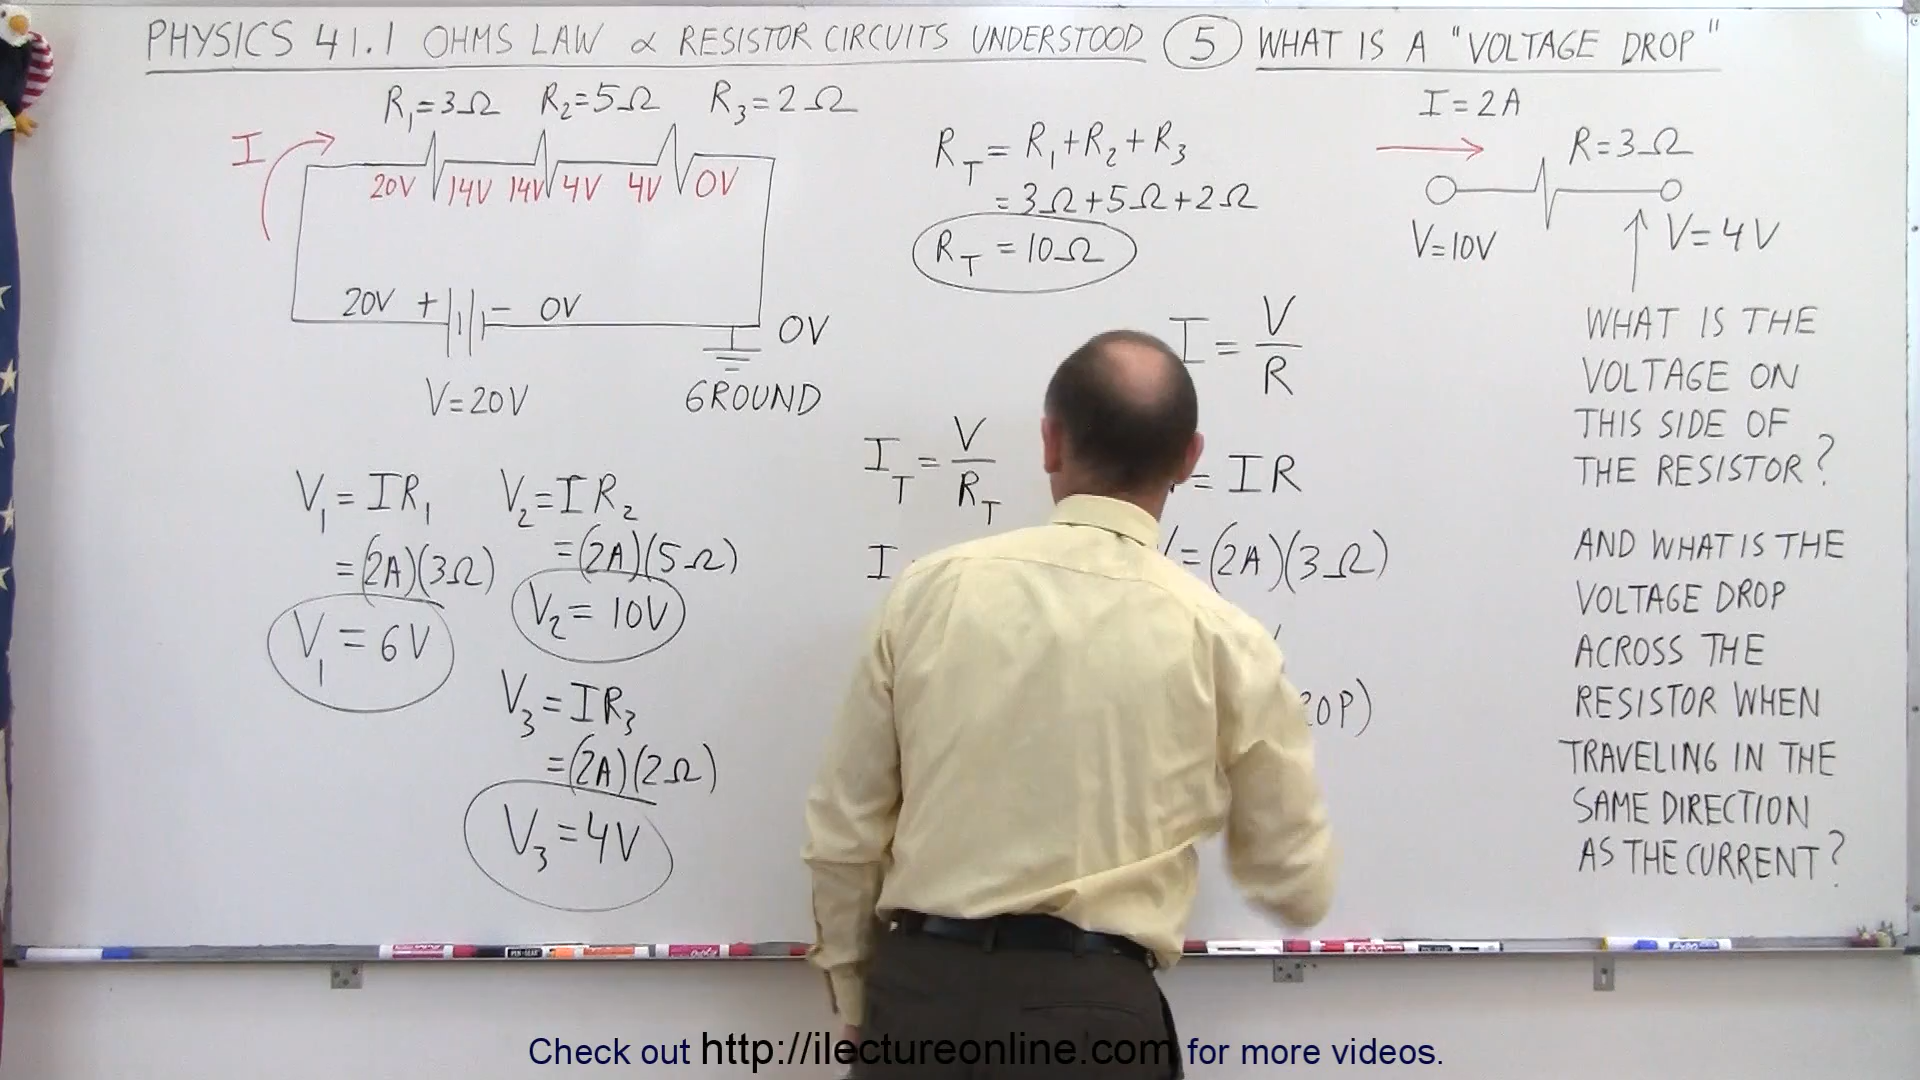 PHYSICS 41.1 OHMS LAW & RESISTOR CIRCUITS UNDERSTOOD 5 WHAT IS A "VOLTAGE DROP"
R₁=3Ω R₂=5Ω R₃=2Ω
I
20V 14V 14V 4V 4V 0V
20V + − 0V
0V
V=20V
GROUND
V₁=IR₁
=(2A)(3Ω)
V₁=6V
V₂=IR₂
=(2A)(5Ω)
V₂=10V
V₃=IR₃
=(2A)(2Ω)
V₃=4V
R_T=R₁+R₂+R₃
=3Ω+5Ω+2Ω
R_T=10Ω
I_T=V/R_T
I
I=V/R
=IR
=(2A)(3Ω)
OP)
I=2A
R=3Ω
V=10V
V=4V
WHAT IS THE
VOLTAGE ON
THIS SIDE OF
THE RESISTOR?
AND WHAT IS THE
VOLTAGE DROP
ACROSS THE
RESISTOR WHEN
TRAVELING IN THE
SAME DIRECTION
AS THE CURRENT?
Check out http://ilectureonline.com for more videos.